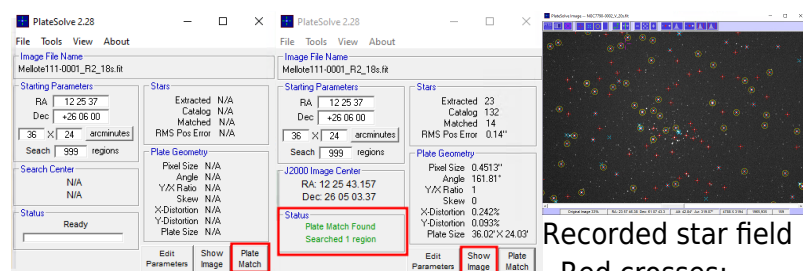 PlateSolve 2.28
File Tools View About
Image File Name
Mellote111-0001_R2_18s.fit
Starting Parameters
RA 12 25 37
Dec +26 06 00
36 X 24 arcminutes
Seach 999 regions
Search Center
N/A
N/A
Status
Ready
Stars
Extracted N/A
Catalog N/A
Matched N/A
RMS Pos Error N/A
Plate Geometry
Pixel Size N/A
Angle N/A
Y/X Ratio N/A
Skew N/A
X-Distortion N/A
Y-Distortion N/A
Plate Size N/A
Edit Parameters
Show Image
Plate Match
PlateSolve 2.28
File Tools View About
Image File Name
Mellote111-0001_R2_18s.fit
Starting Parameters
RA 12 25 37
Dec +26 06 00
36 X 24 arcminutes
Seach 999 regions
J2000 Image Center
RA: 12 25 43.157
Dec: 26 05 03.37
Status
Plate Match Found
Searched 1 region
Stars
Extracted 23
Catalog 132
Matched 14
RMS Pos Error 0.14"
Plate Geometry
Pixel Size 0.4513"
Angle 161.81°
Y/X Ratio 1
Skew 0
X-Distortion 0.242%
Y-Distortion 0.093%
Plate Size 36.02' X 24.03'
Edit Parameters
Show Image
Plate Match
Recorded star field
Red crosses: